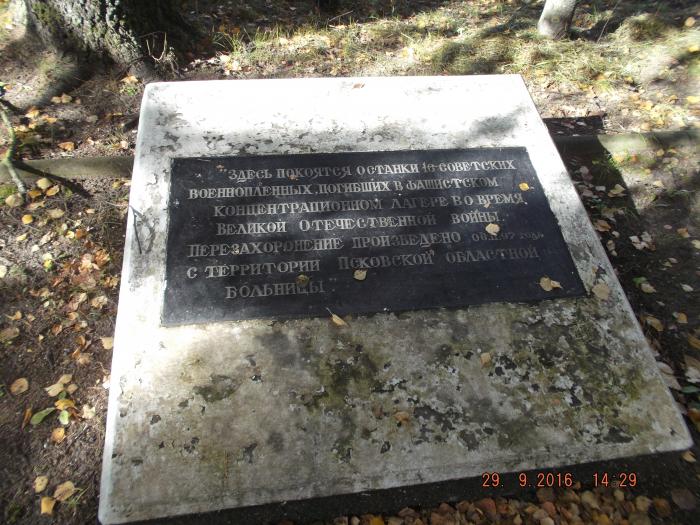 Здесь покоятся останки 16 советских
военнопленных, погибших в фашистском
концентрационном лагере во время
Великой Отечественной войны.
Перезахоронение произведено
с территории Псковской областной
больницы
29. 9.2016 14:29